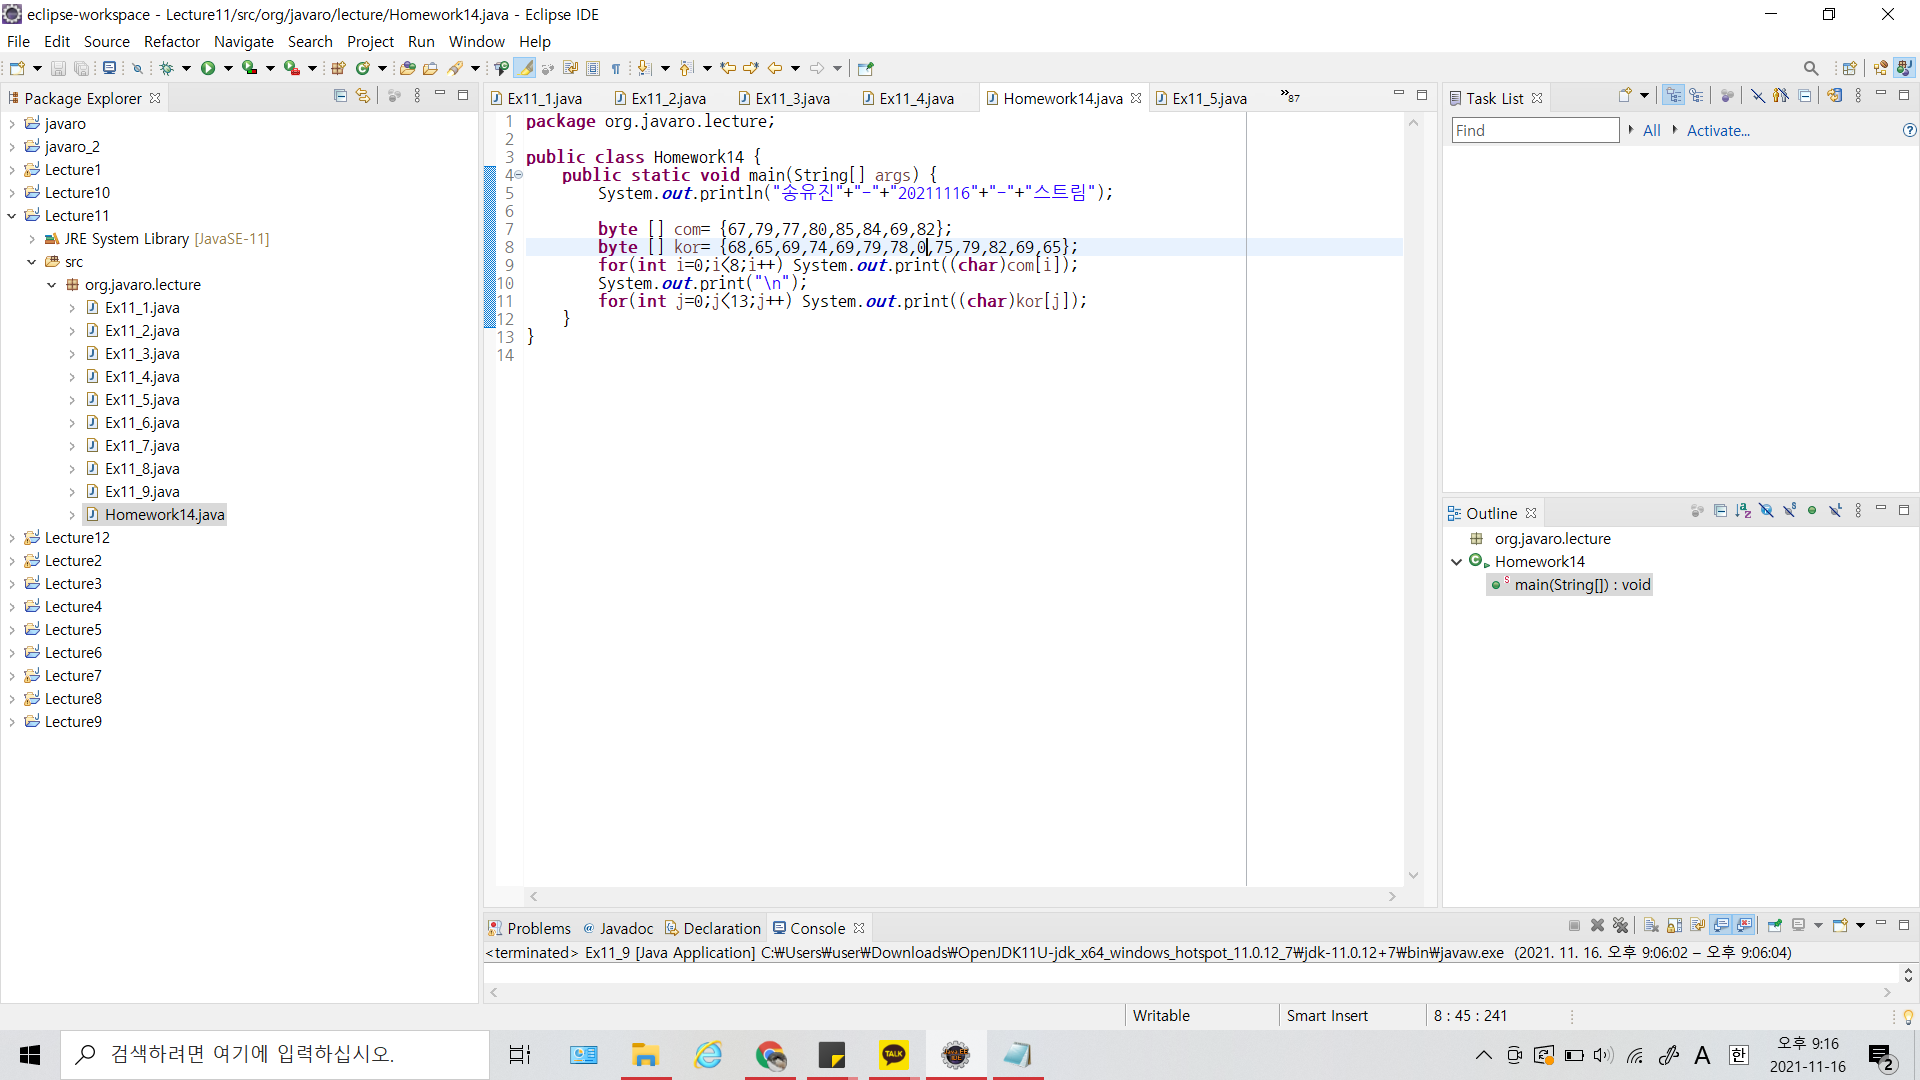 eclipse-workspace - Lecture11/src/org/javaro/lecture/Homework14.java - Eclipse IDE
File Edit Source Refactor Navigate Search Project Run Window Help
Package Explorer
javaro
javaro_2
Lecture1
Lecture10
Lecture11
JRE System Library [JavaSE-11]
src
org.javaro.lecture
Ex11_1.java
Ex11_2.java
Ex11_3.java
Ex11_4.java
Ex11_5.java
Ex11_6.java
Ex11_7.java
Ex11_8.java
Ex11_9.java
Homework14.java
Lecture12
Lecture2
Lecture3
Lecture4
Lecture5
Lecture6
Lecture7
Lecture8
Lecture9
Ex11_1.java Ex11_2.java Ex11_3.java Ex11_4.java Homework14.java Ex11_5.java »87
1 package org.javaro.lecture;
2
3 public class Homework14 {
4 public static void main(String[] args) {
5 System.out.println("송유진"+"-"+"20211116"+"-"+"스트림");
6
7 byte [] com= {67,79,77,80,85,84,69,82};
8 byte [] kor= {68,65,69,74,69,79,78,0,75,79,82,69,65};
9 for(int i=0;i<8;i++) System.out.print((char)com[i]);
10 System.out.print("\n");
11 for(int j=0;j<13;j++) System.out.print((char)kor[j]);
12 }
13 }
14
Task List
Find All Activate...
Outline
org.javaro.lecture
Homework14
main(String[]) : void
Problems Javadoc Declaration Console
<terminated> Ex11_9 [Java Application] C:₩Users₩user₩Downloads₩OpenJDK11U-jdk_x64_windows_hotspot_11.0.12_7₩jdk-11.0.12+7₩bin₩javaw.exe (2021. 11. 16. 오후 9:06:02 – 오후 9:06:04)
Writable Smart Insert 8 : 45 : 241
검색하려면 여기에 입력하십시오.
TALK
A 한
오후 9:16
2021-11-16
2